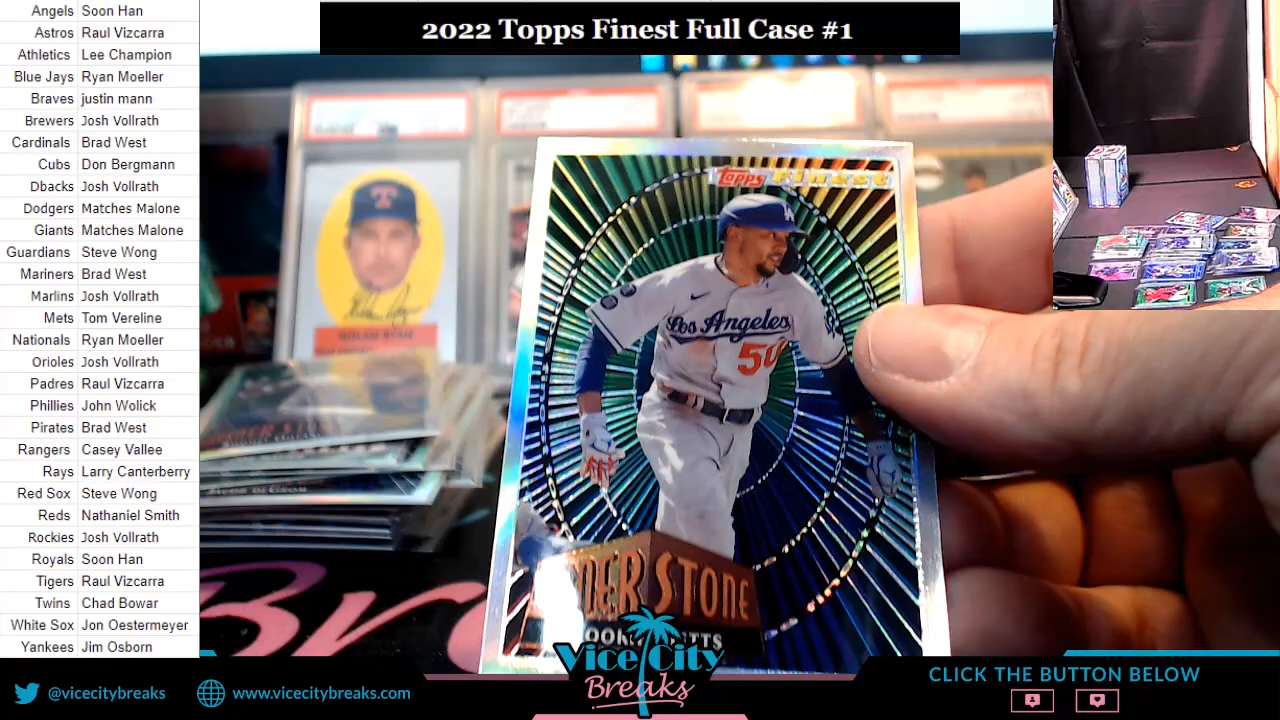 2022 Topps Finest Full Case #1
Angels Soon Han
Astros Raul Vizcarra
Athletics Lee Champion
Blue Jays Ryan Moeller
Braves justin mann
Brewers Josh Vollrath
Cardinals Brad West
Cubs Don Bergmann
Dbacks Josh Vollrath
Dodgers Matches Malone
Giants Matches Malone
Guardians Steve Wong
Mariners Brad West
Marlins Josh Vollrath
Mets Tom Vereline
Nationals Ryan Moeller
Orioles Josh Vollrath
Padres Raul Vizcarra
Phillies John Wolick
Pirates Brad West
Rangers Casey Vallee
Rays Larry Canterberry
Red Sox Steve Wong
Reds Nathaniel Smith
Rockies Josh Vollrath
Royals Soon Han
Tigers Raul Vizcarra
Twins Chad Bowar
White Sox Jon Oestermeyer
Yankees Jim Osborn
Topps Finest
Los Angeles
50
Stone
Vice City
Breaks
@vicecitybreaks
www.vicecitybreaks.com
CLICK THE BUTTON BELOW